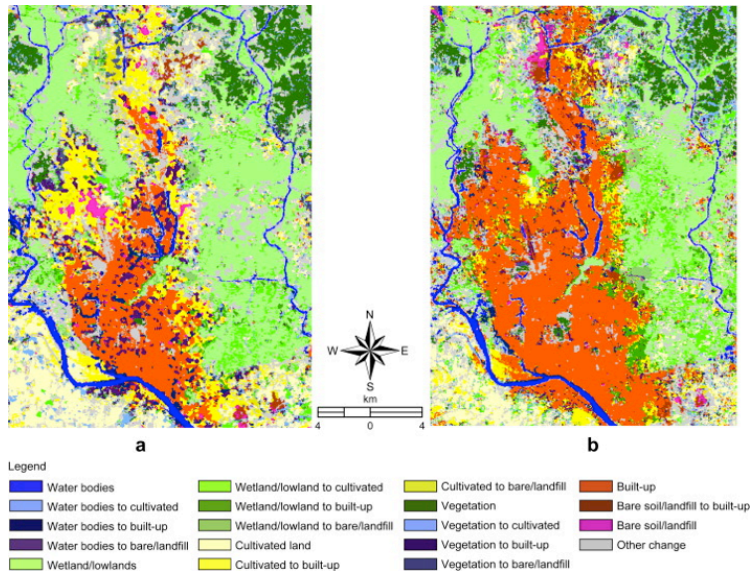 N
W E
S
km
4 0 4
a b
Legend
Water bodies
Water bodies to cultivated
Water bodies to built-up
Water bodies to bare/landfill
Wetland/lowlands
Wetland/lowland to cultivated
Wetland/lowland to built-up
Wetland/lowland to bare/landfill
Cultivated land
Cultivated to built-up
Cultivated to bare/landfill
Vegetation
Vegetation to cultivated
Vegetation to built-up
Vegetation to bare/landfill
Built-up
Bare soil/landfill to built-up
Bare soil/landfill
Other change